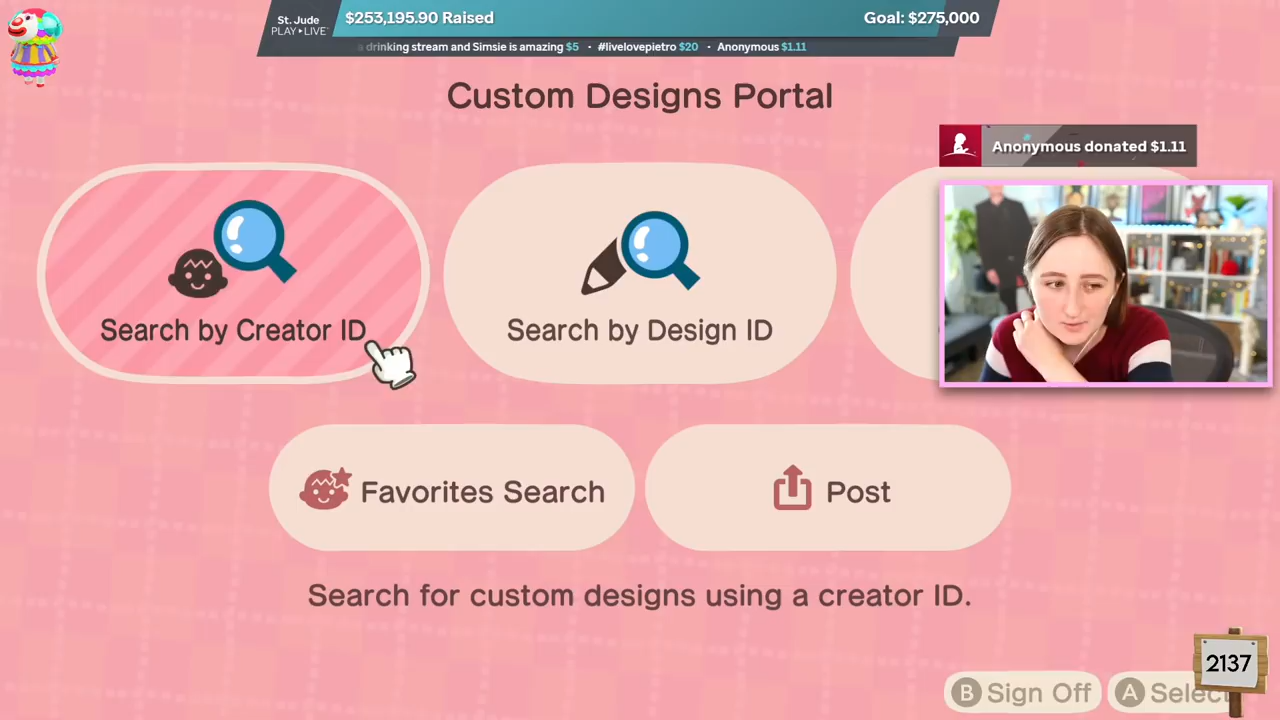 St. Jude
PLAY LIVE
$253,195.90 Raised
Goal: $275,000
a drinking stream and Simsie is amazing $5 • #livelovepietro $20 • Anonymous $1.11
Custom Designs Portal
Anonymous donated $1.11
Search by Creator ID
Search by Design ID
Favorites Search
Post
Search for custom designs using a creator ID.
2137
B Sign Off
A Select